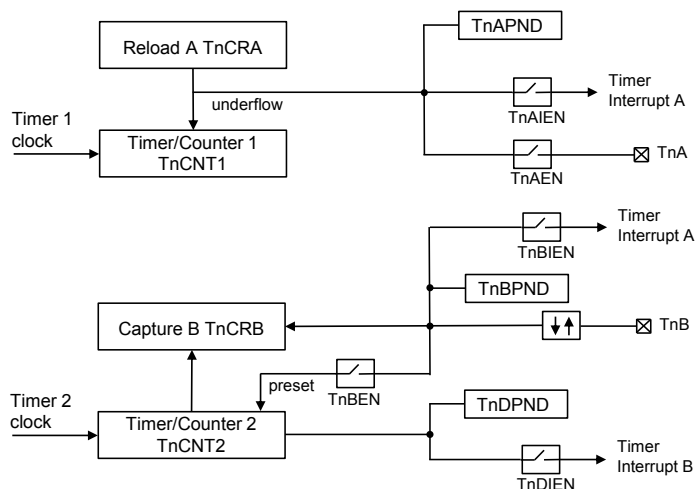 Reload A TnCRA
TnAPND
underflow
Timer
Interrupt A
TnAIEN
Timer 1
clock
Timer/Counter 1
TnCNT1
TnA
TnAEN
Timer
Interrupt A
TnBIEN
TnBPND
Capture B TnCRB
TnB
preset
TnBEN
Timer 2
clock
Timer/Counter 2
TnCNT2
TnDPND
Timer
Interrupt B
TnDIEN